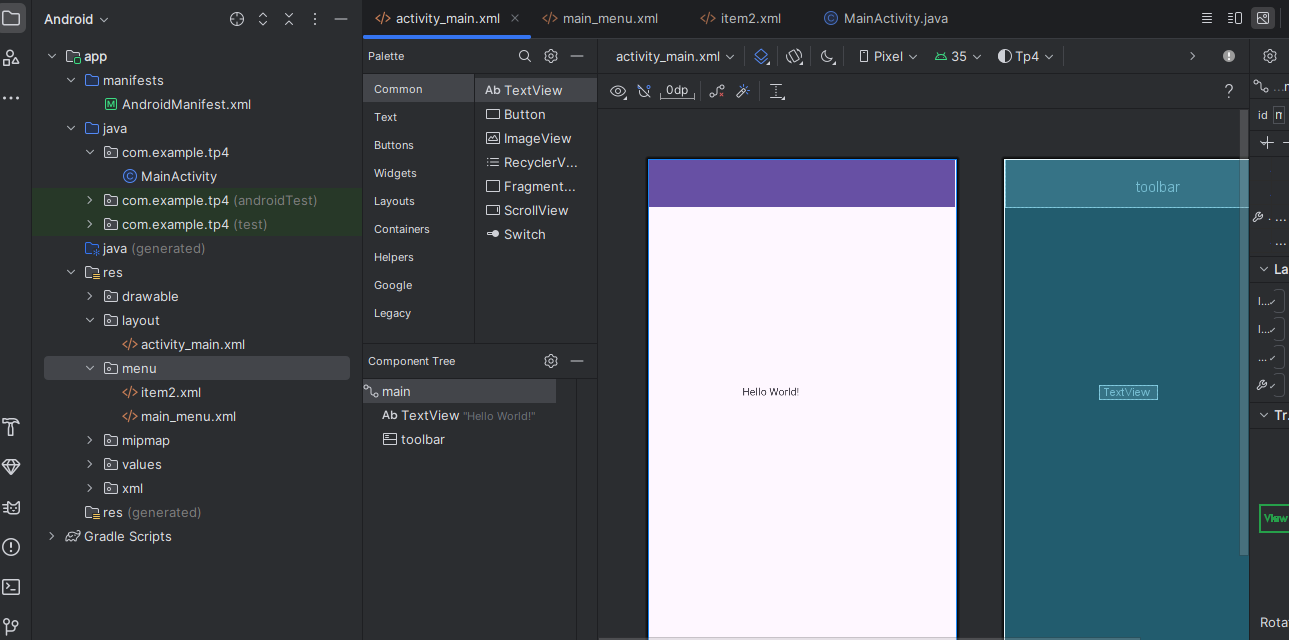 Android
activity_main.xml
main_menu.xml
item2.xml
MainActivity.java
app
manifests
AndroidManifest.xml
java
com.example.tp4
MainActivity
com.example.tp4 (androidTest)
com.example.tp4 (test)
java (generated)
res
drawable
layout
activity_main.xml
menu
item2.xml
main_menu.xml
mipmap
values
xml
res (generated)
Gradle Scripts
Palette
Common
Text
Buttons
Widgets
Layouts
Containers
Helpers
Google
Legacy
Ab TextView
Button
ImageView
RecyclerV...
Fragment...
ScrollView
Switch
Component Tree
main
Ab TextView "Hello World!"
toolbar
activity_main.xml
Pixel
35
Tp4
0dp
?
Hello World!
toolbar
TextView
id
La
Tr.
View
Rota